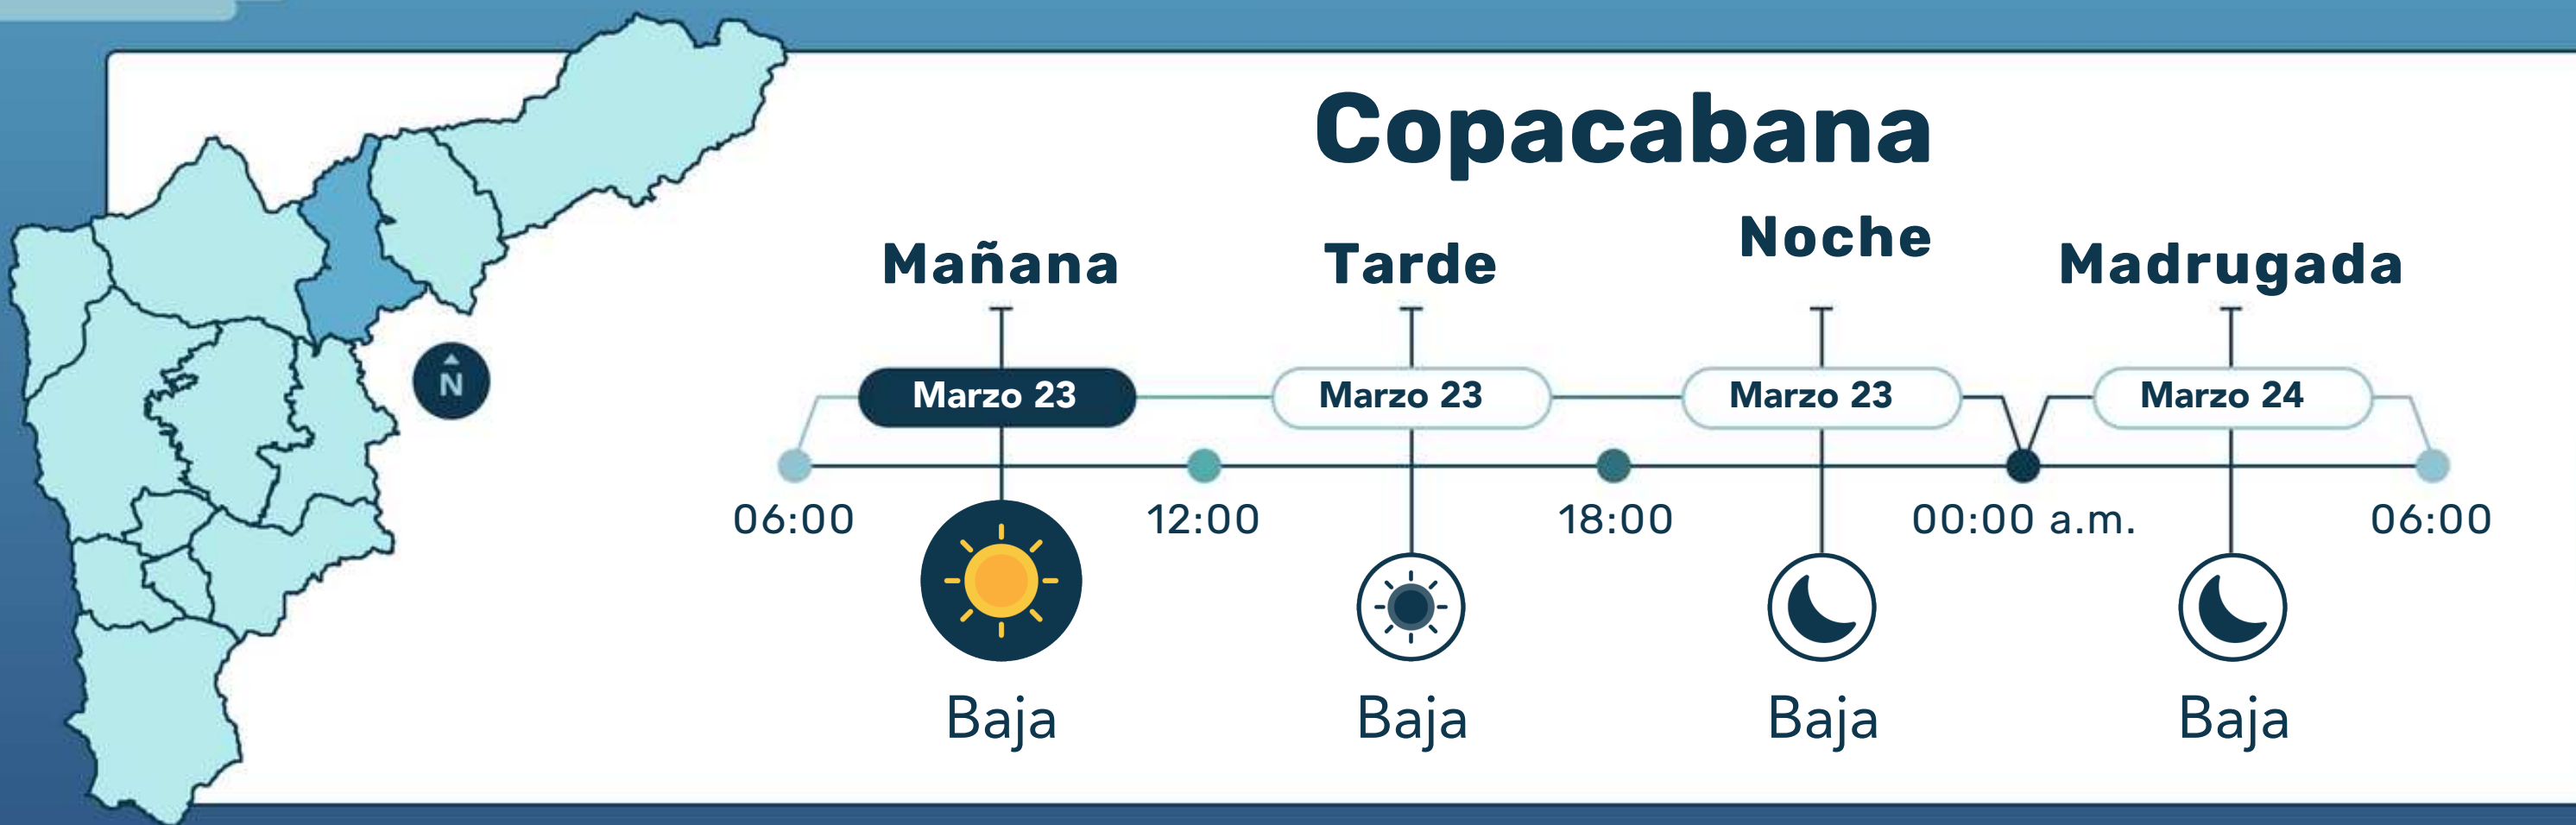 Copacabana
Mañana
Tarde
Noche
Madrugada
Marzo 23
Marzo 23
Marzo 23
Marzo 24
N
06:00
12:00
18:00
00:00 a.m.
06:00
Baja
Baja
Baja
Baja